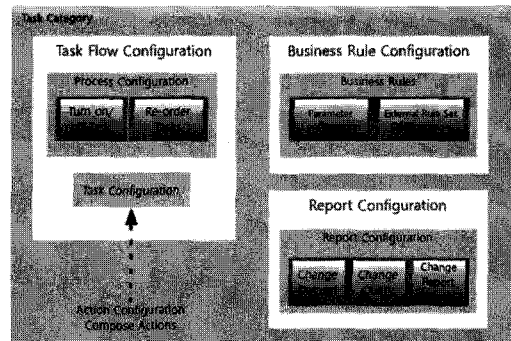 Task Category
Task Flow Configuration
Process Configuration
Turn on/
Re-order
Task Configuration
Action Configuration
Compose Actions
Business Rule Configuration
Business Rules
Parameter
External Rule Set
Report Configuration
Report Configuration
Change
Change
Change
Report